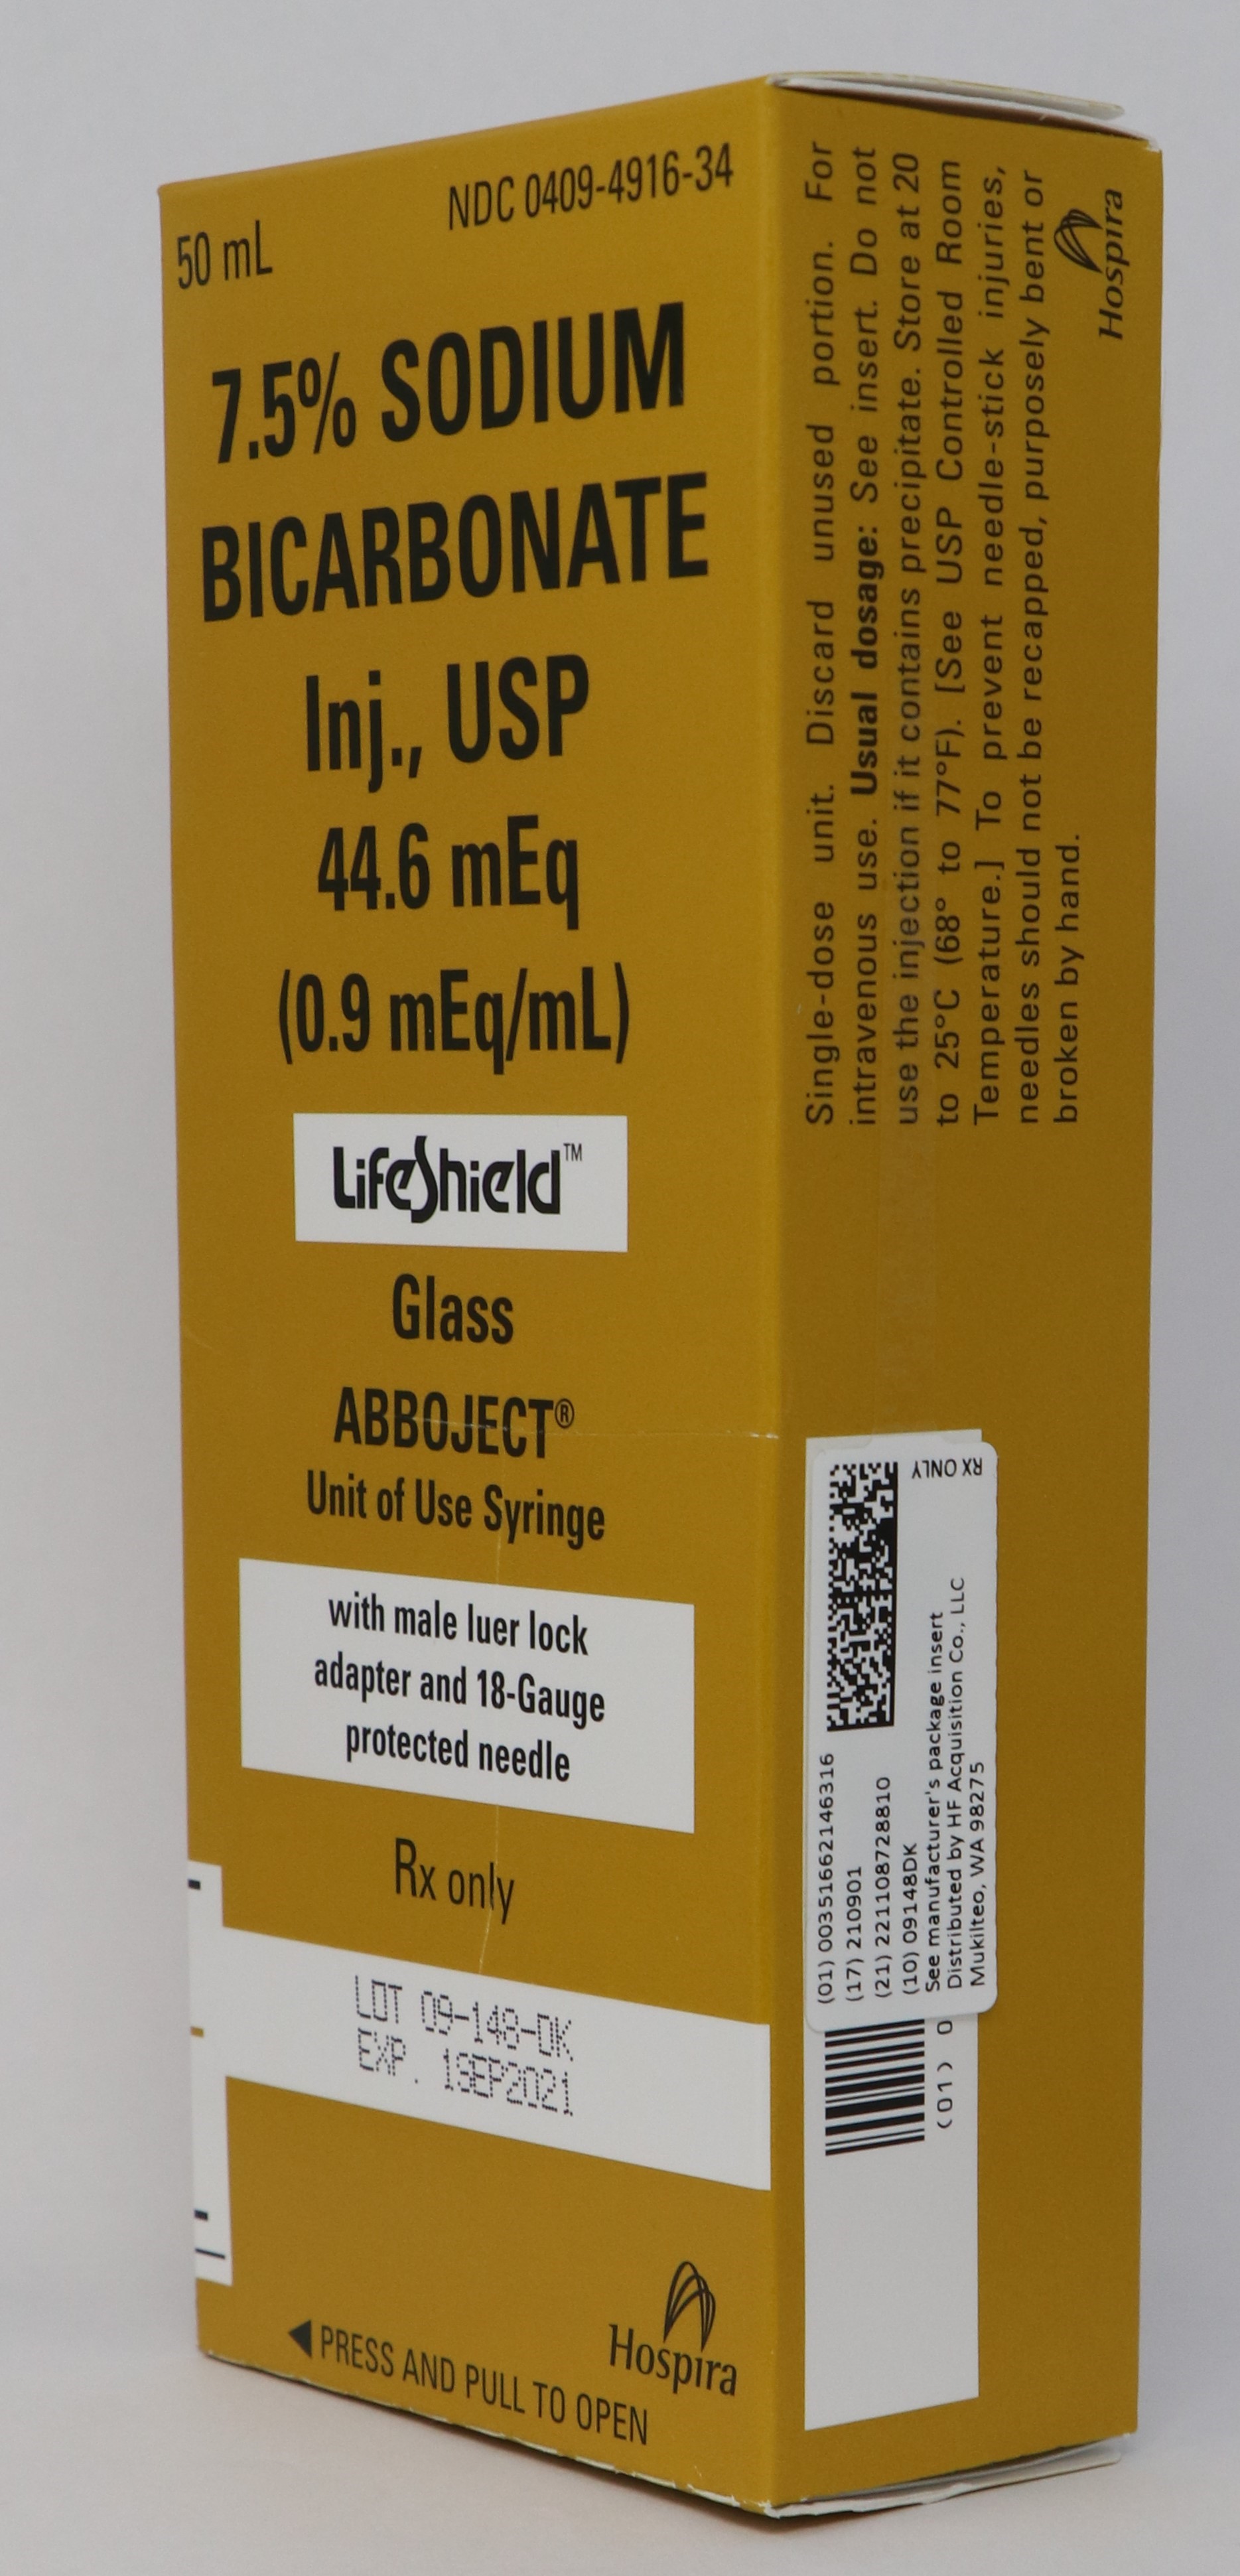 50 mL
NDC 0409-4916-34
7.5% SODIUM
BICARBONATE
Inj., USP
44.6 mEq
(0.9 mEq/mL)
LifeShield™
Glass
ABBOJECT®
Unit of Use Syringe
with male luer lock
adapter and 18-Gauge
protected needle
Rx only
LOT 09-148-DK
EXP. 1SEP2021
Hospira
PRESS AND PULL TO OPEN
Single-dose unit. Discard unused portion. For
intravenous use. Usual dosage: See insert. Do not
use the injection if it contains precipitate. Store at 20
to 25°C (68° to 77°F). [See USP Controlled Room
Temperature.] To prevent needle-stick injuries,
needles should not be recapped, purposely bent or
broken by hand.
Hospira
RX ONLY
(01) 00351662146316
(17) 210901
(21) 221108728810
(10) 09148DK
See manufacturer's package insert
Distributed by HF Acquisition Co., LLC
Mukilteo, WA 98275
(01) 0